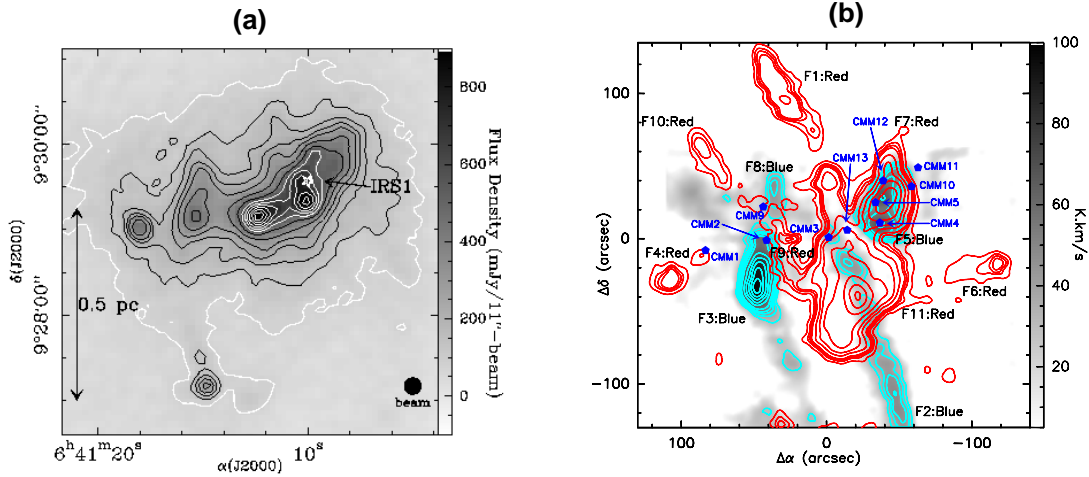 (a)
800
600
400
200
0
Flux Density (mJy/11"-beam)
9°30'00"
9°28'00"
δ(J2000)
IRS1
0.5 pc
beam
6h41m20s
10s
α(J2000)
(b)
100
80
60
40
20
Km/s
100
0
−100
Δδ (arcsec)
100
0
−100
Δα (arcsec)
F1:Red
F10:Red
CMM12
F7:Red
CMM13
CMM11
F8:Blue
CMM10
CMM2
CMM9
CMM3
CMM5
CMM4
F5:Blue
F4:Red
CMM1
F9:Red
F6:Red
F3:Blue
F11:Red
F2:Blue